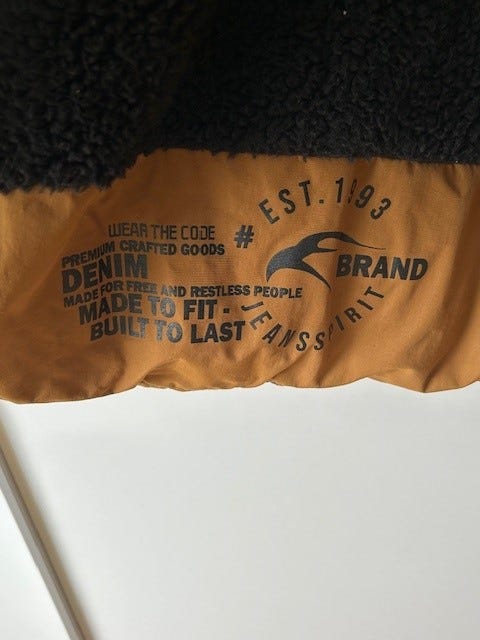 WEAR THE CODE
PREMIUM CRAFTED GOODS #
DENIM
MADE FOR FREE AND RESTLESS PEOPLE
MADE TO FIT -
BUILT TO LAST
EST. 1993
BRAND
JEANSSPIRIT